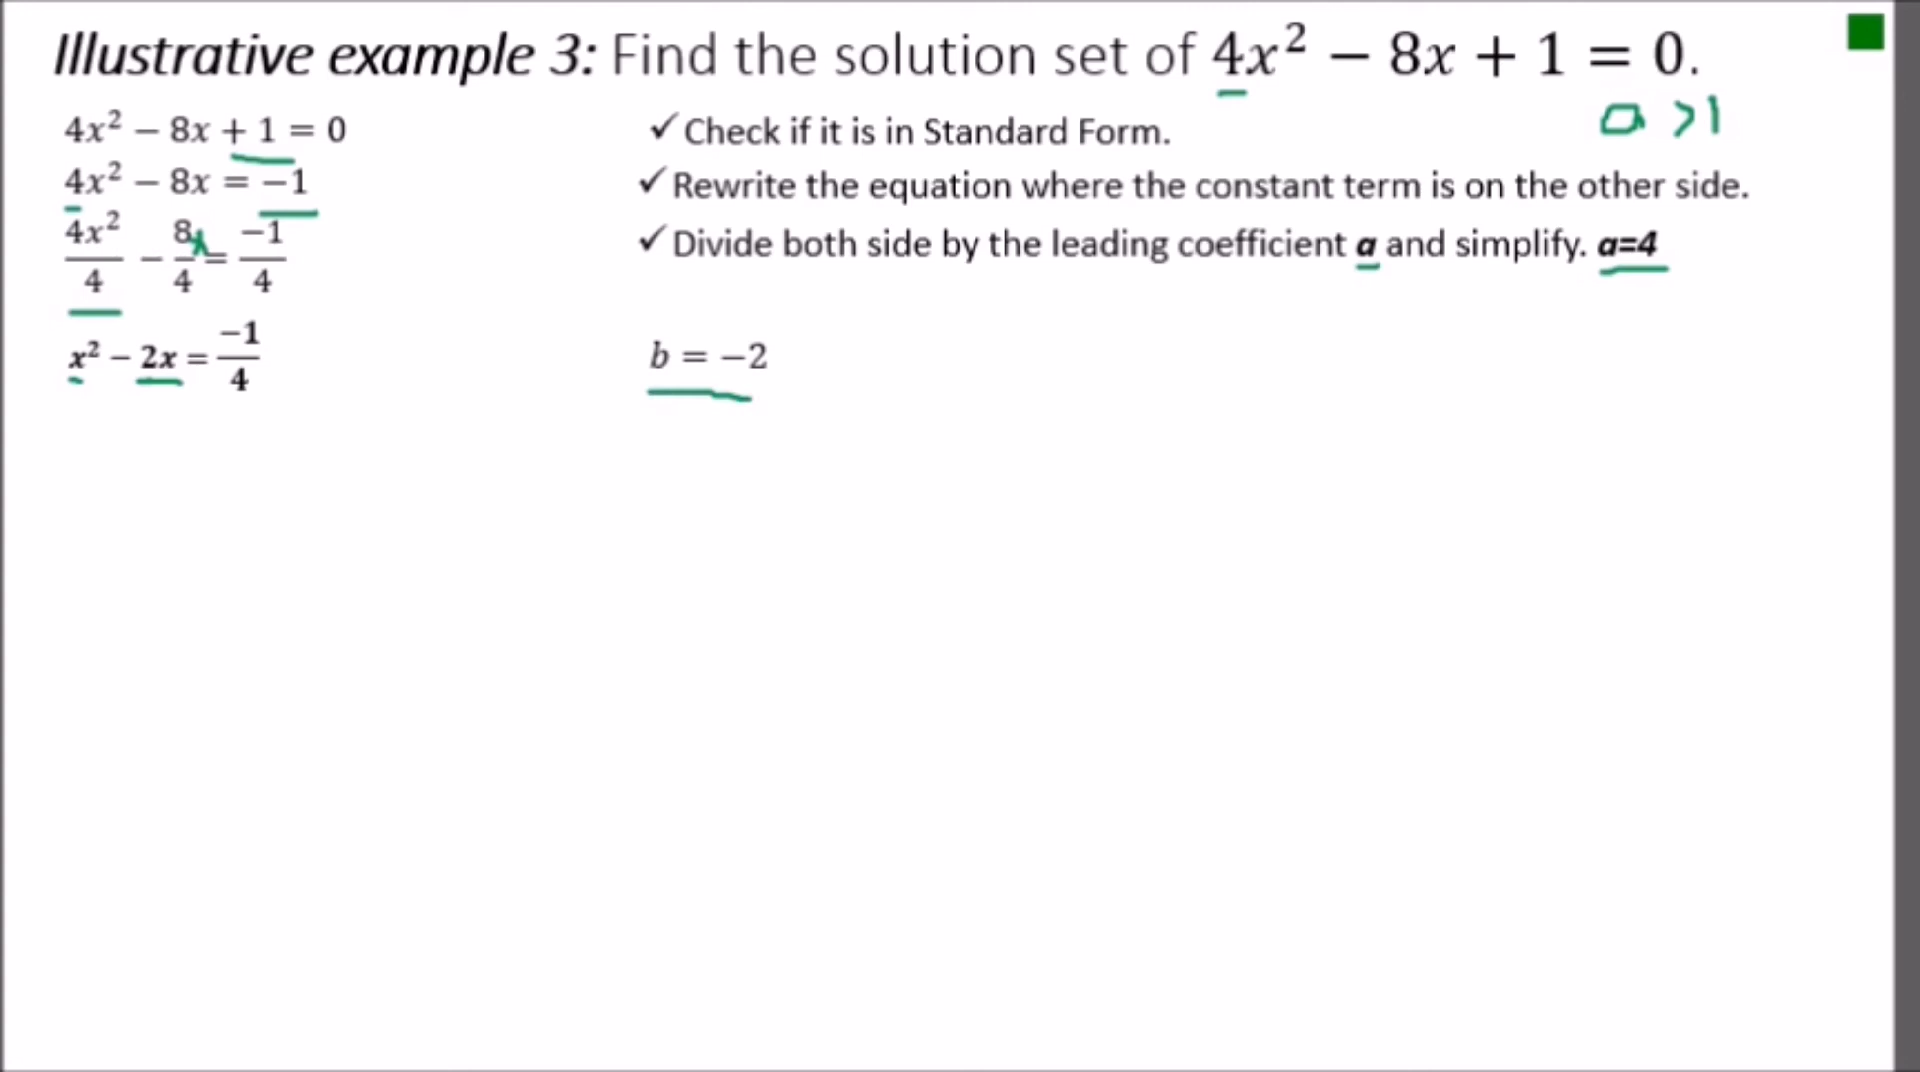 Illustrative example 3: Find the solution set of 4x² − 8x + 1 = 0.
a >1
4x² − 8x + 1 = 0
✓ Check if it is in Standard Form.
4x² − 8x = −1
✓ Rewrite the equation where the constant term is on the other side.
4x²/4 − 8x/4 = −1/4
✓ Divide both side by the leading coefficient a and simplify. a=4
x² − 2x = −1/4
b = −2